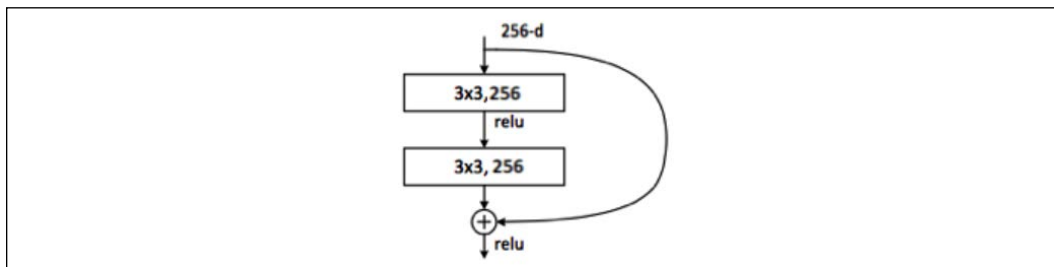 256-d
3x3,256
relu
3x3, 256
+
relu